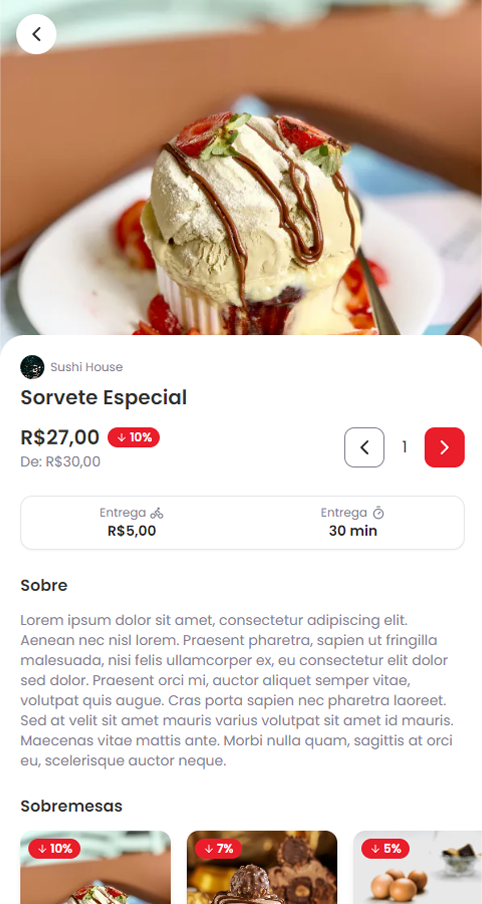 Sushi House
Sorvete Especial
R$27,00
10%
De: R$30,00
1
Entrega
R$5,00
Entrega
30 min
Sobre
Lorem ipsum dolor sit amet, consectetur adipiscing elit.
Aenean nec nisl lorem. Praesent pharetra, sapien ut fringilla
malesuada, nisi felis ullamcorper ex, eu consectetur elit dolor
sed dolor. Praesent orci mi, auctor aliquet semper vitae,
volutpat quis augue. Cras porta sapien nec pharetra laoreet.
Sed at velit sit amet mauris varius volutpat sit amet id mauris.
Maecenas vitae mattis ante. Morbi nulla quam, sagittis at orci
eu, scelerisque auctor neque.
Sobremesas
10%
7%
5%